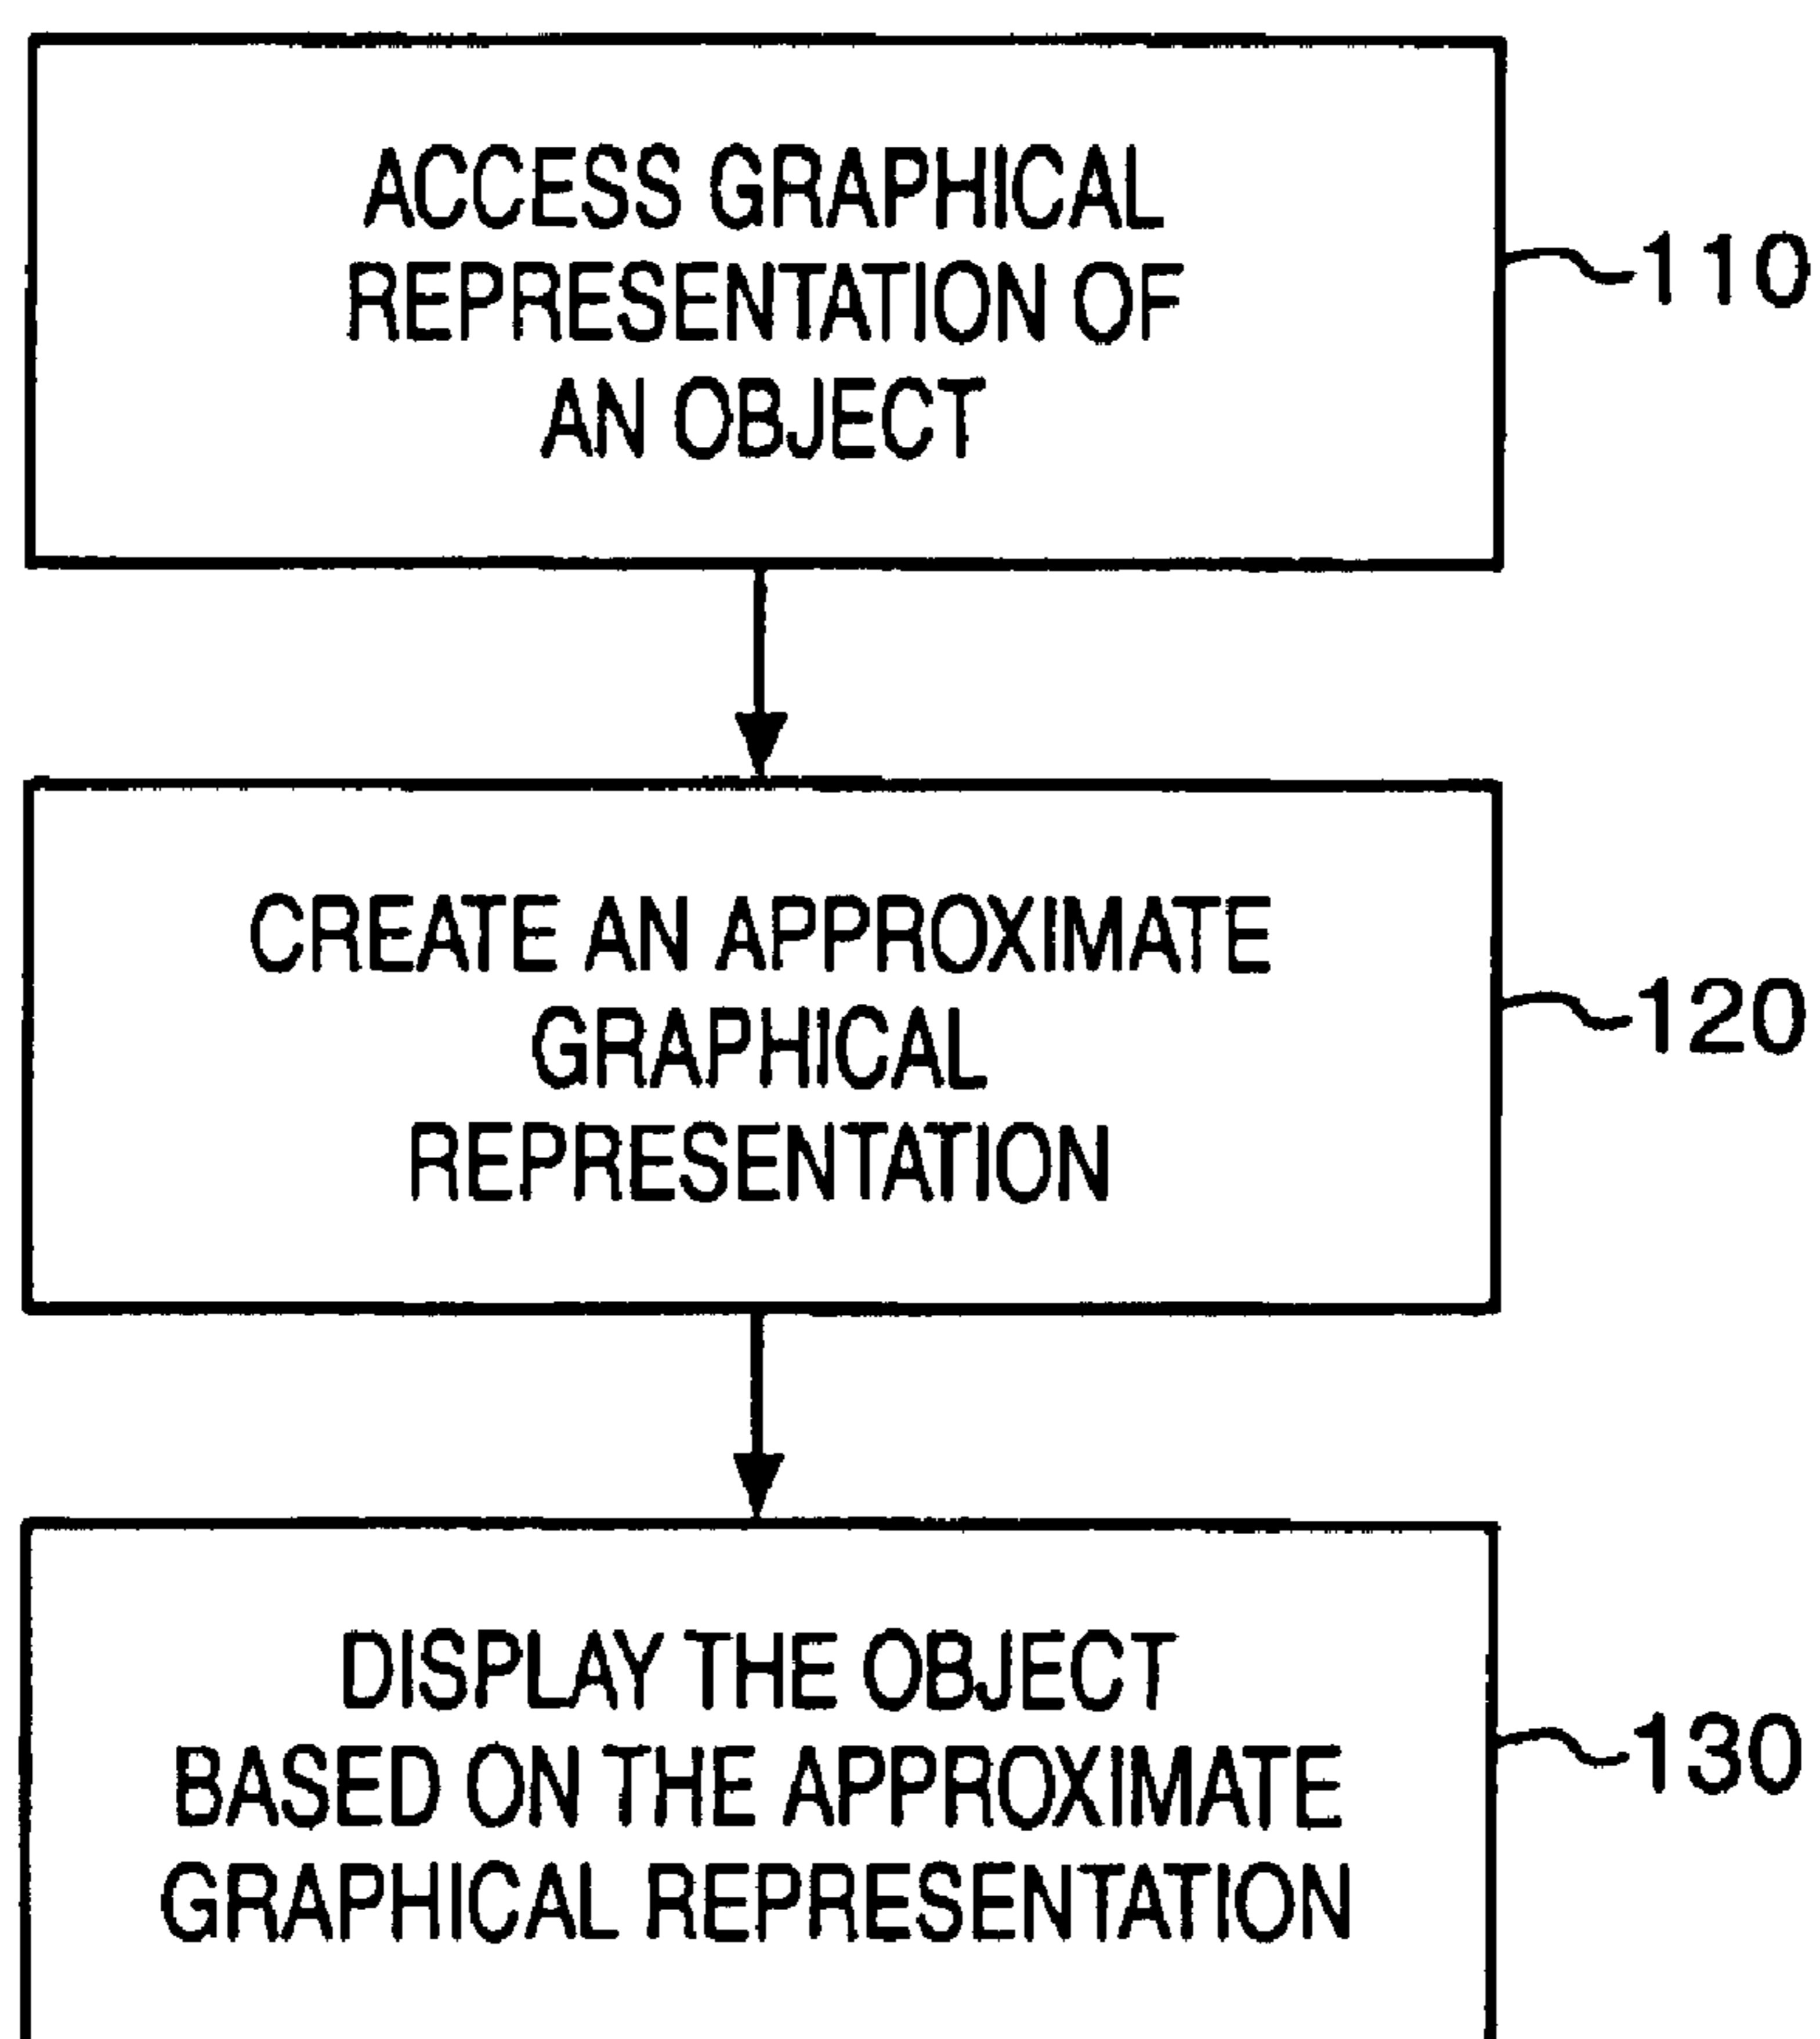 ACCESS GRAPHICAL
REPRESENTATION OF
AN OBJECT
110
CREATE AN APPROXIMATE
GRAPHICAL
REPRESENTATION
120
DISPLAY THE OBJECT
BASED ON THE APPROXIMATE
GRAPHICAL REPRESENTATION
130